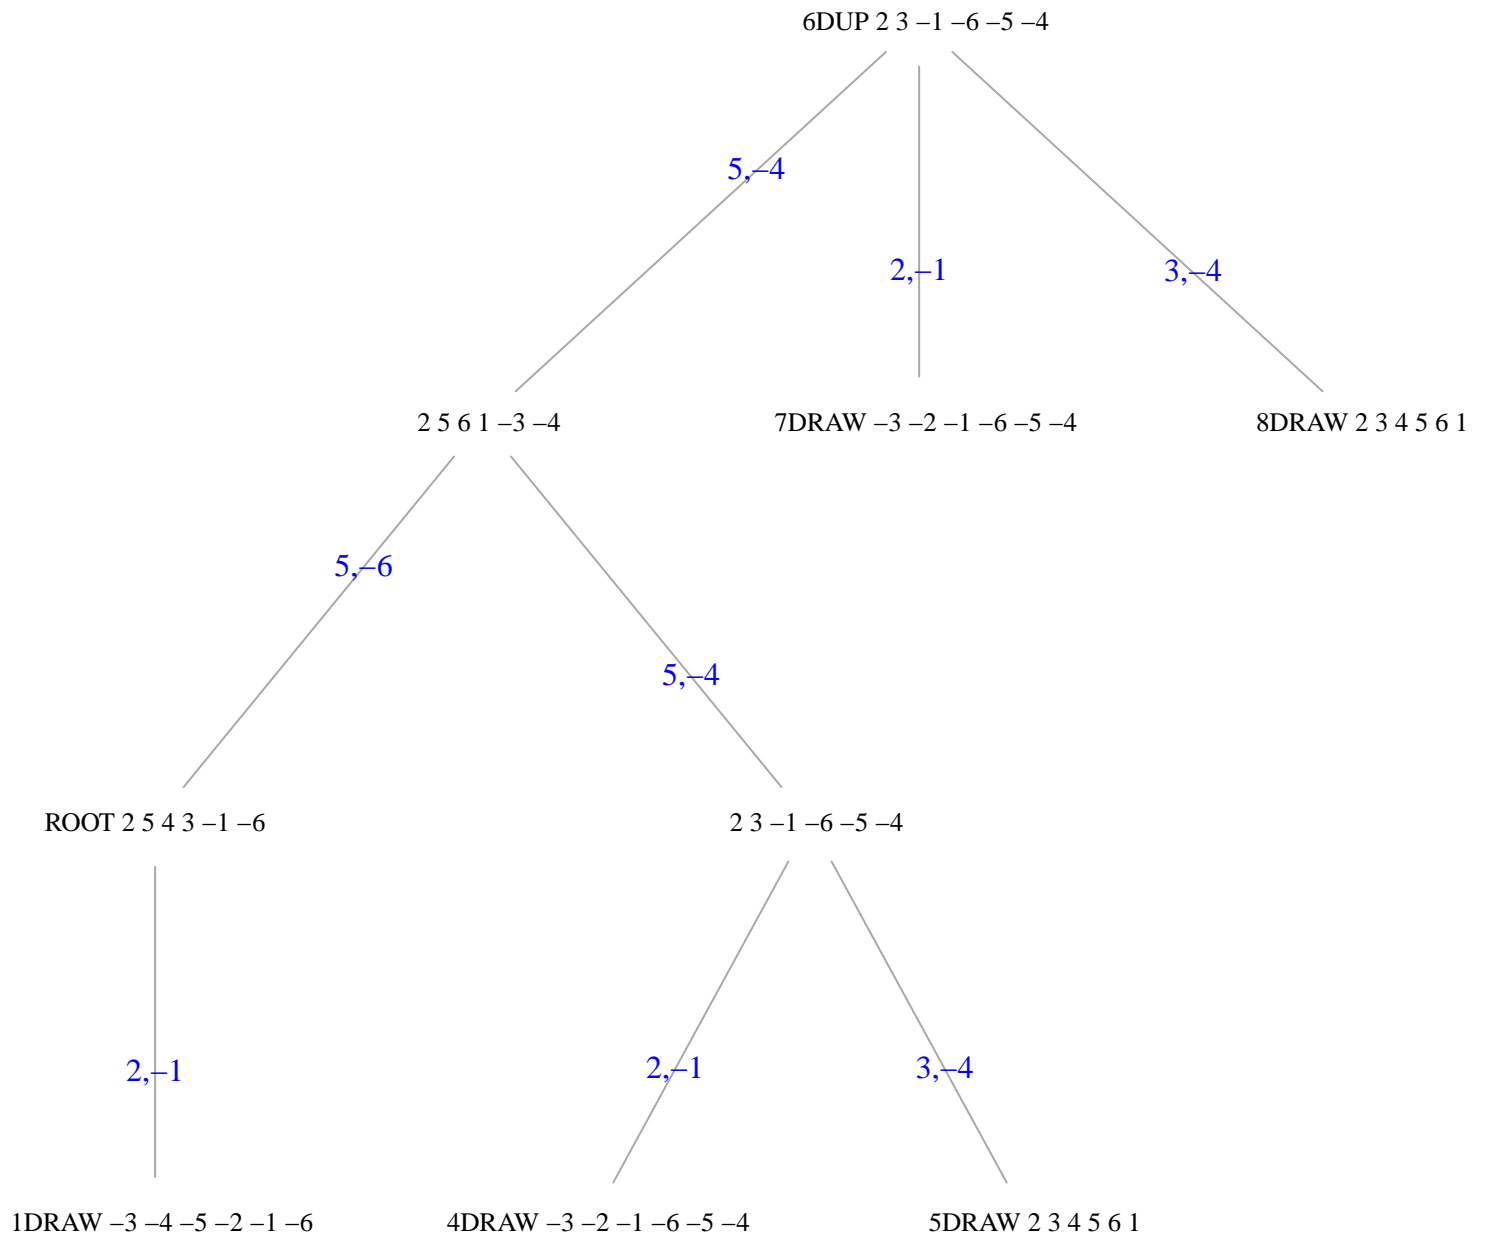 6DUP 2 3 –1 –6 –5 –4
5,–4
2,–1
3,–4
2 5 6 1 –3 –4
7DRAW –3 –2 –1 –6 –5 –4
8DRAW 2 3 4 5 6 1
5,–6
5,–4
ROOT 2 5 4 3 –1 –6
2 3 –1 –6 –5 –4
2,–1
2,–1
3,–4
1DRAW –3 –4 –5 –2 –1 –6
4DRAW –3 –2 –1 –6 –5 –4
5DRAW 2 3 4 5 6 1